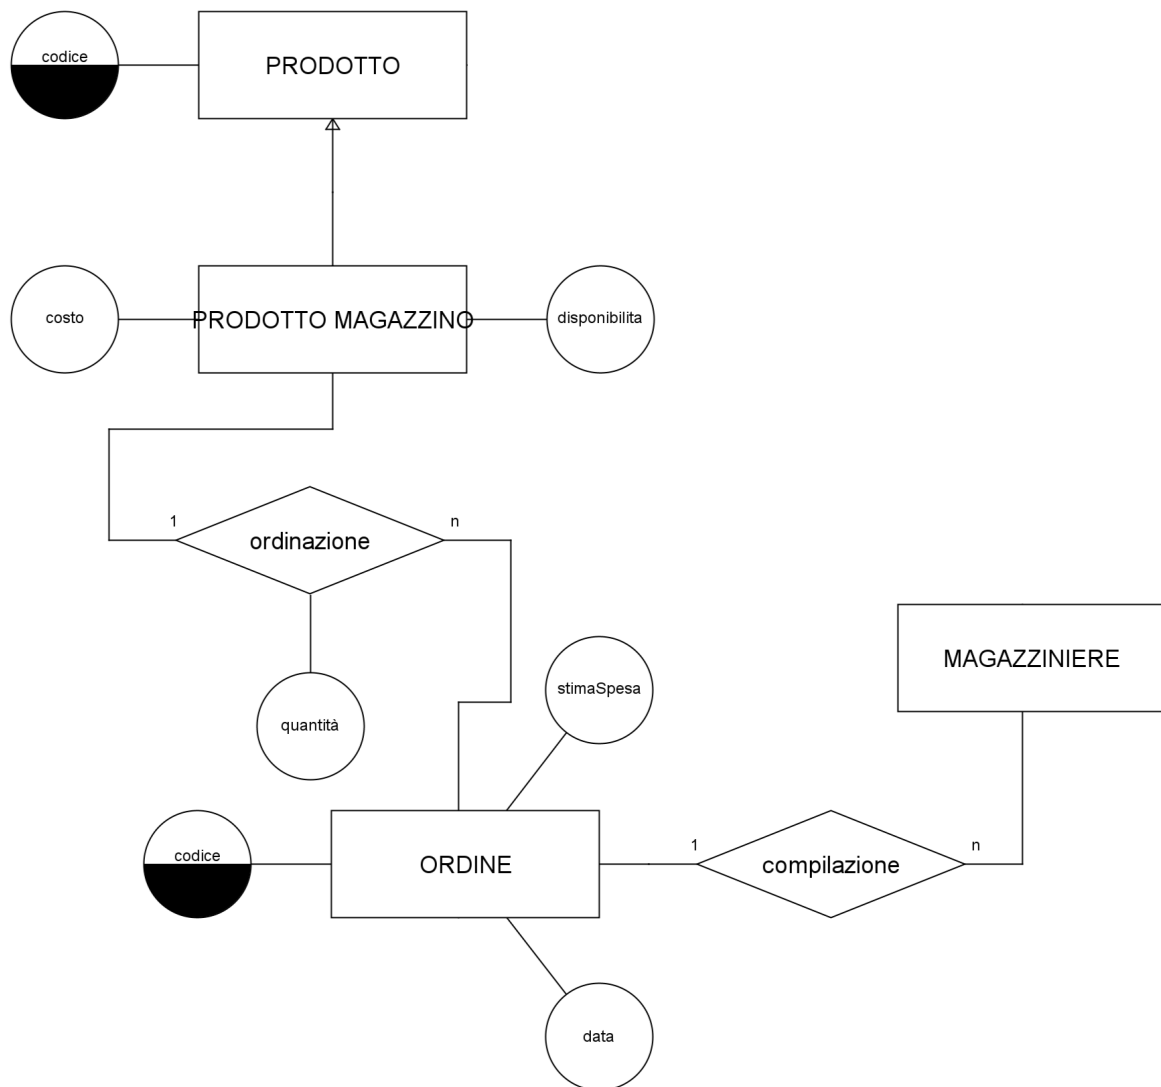 codice
PRODOTTO
costo
PRODOTTO MAGAZZINO
disponibilita
1
n
ordinazione
quantità
stimaSpesa
MAGAZZINIERE
codice
ORDINE
1
n
compilazione
data